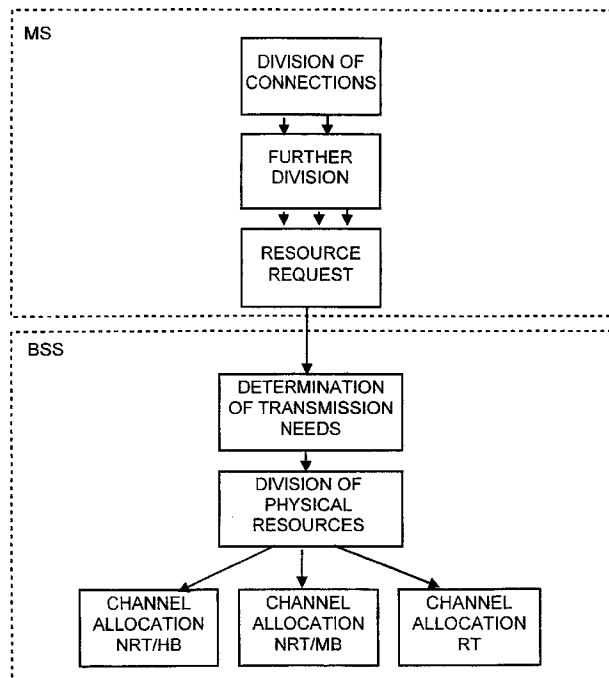 MS
DIVISION OF
CONNECTIONS
FURTHER
DIVISION
RESOURCE
REQUEST
BSS
DETERMINATION
OF TRANSMISSION
NEEDS
DIVISION OF
PHYSICAL
RESOURCES
CHANNEL
ALLOCATION
NRT/HB
CHANNEL
ALLOCATION
NRT/MB
CHANNEL
ALLOCATION
RT